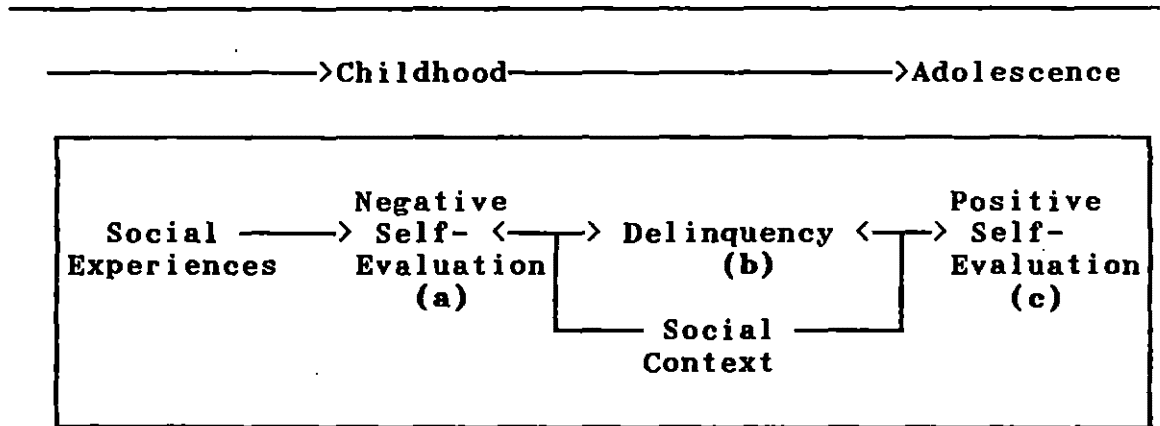 Childhood Adolescence
Negative Positive
Social Self- Delinquency Self-
Experiences Evaluation (b) Evaluation
(a) (c)
Social
Context